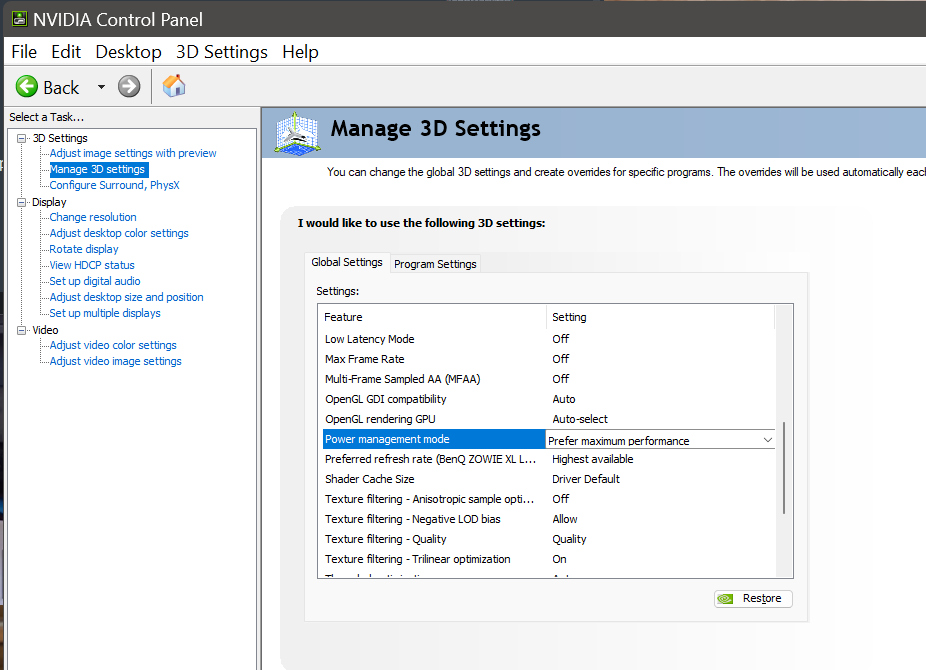 NVIDIA Control Panel
File Edit Desktop 3D Settings Help
Back
Select a Task...
3D Settings
Adjust image settings with preview
Manage 3D settings
Configure Surround, PhysX
Display
Change resolution
Adjust desktop color settings
Rotate display
View HDCP status
Set up digital audio
Adjust desktop size and position
Set up multiple displays
Video
Adjust video color settings
Adjust video image settings
Manage 3D Settings
You can change the global 3D settings and create overrides for specific programs. The overrides will be used automatically eac
I would like to use the following 3D settings:
Global Settings Program Settings
Settings:
Feature Setting
Low Latency Mode Off
Max Frame Rate Off
Multi-Frame Sampled AA (MFAA) Off
OpenGL GDI compatibility Auto
OpenGL rendering GPU Auto-select
Power management mode Prefer maximum performance
Preferred refresh rate (BenQ ZOWIE XL L... Highest available
Shader Cache Size Driver Default
Texture filtering - Anisotropic sample opti... Off
Texture filtering - Negative LOD bias Allow
Texture filtering - Quality Quality
Texture filtering - Trilinear optimization On
Restore